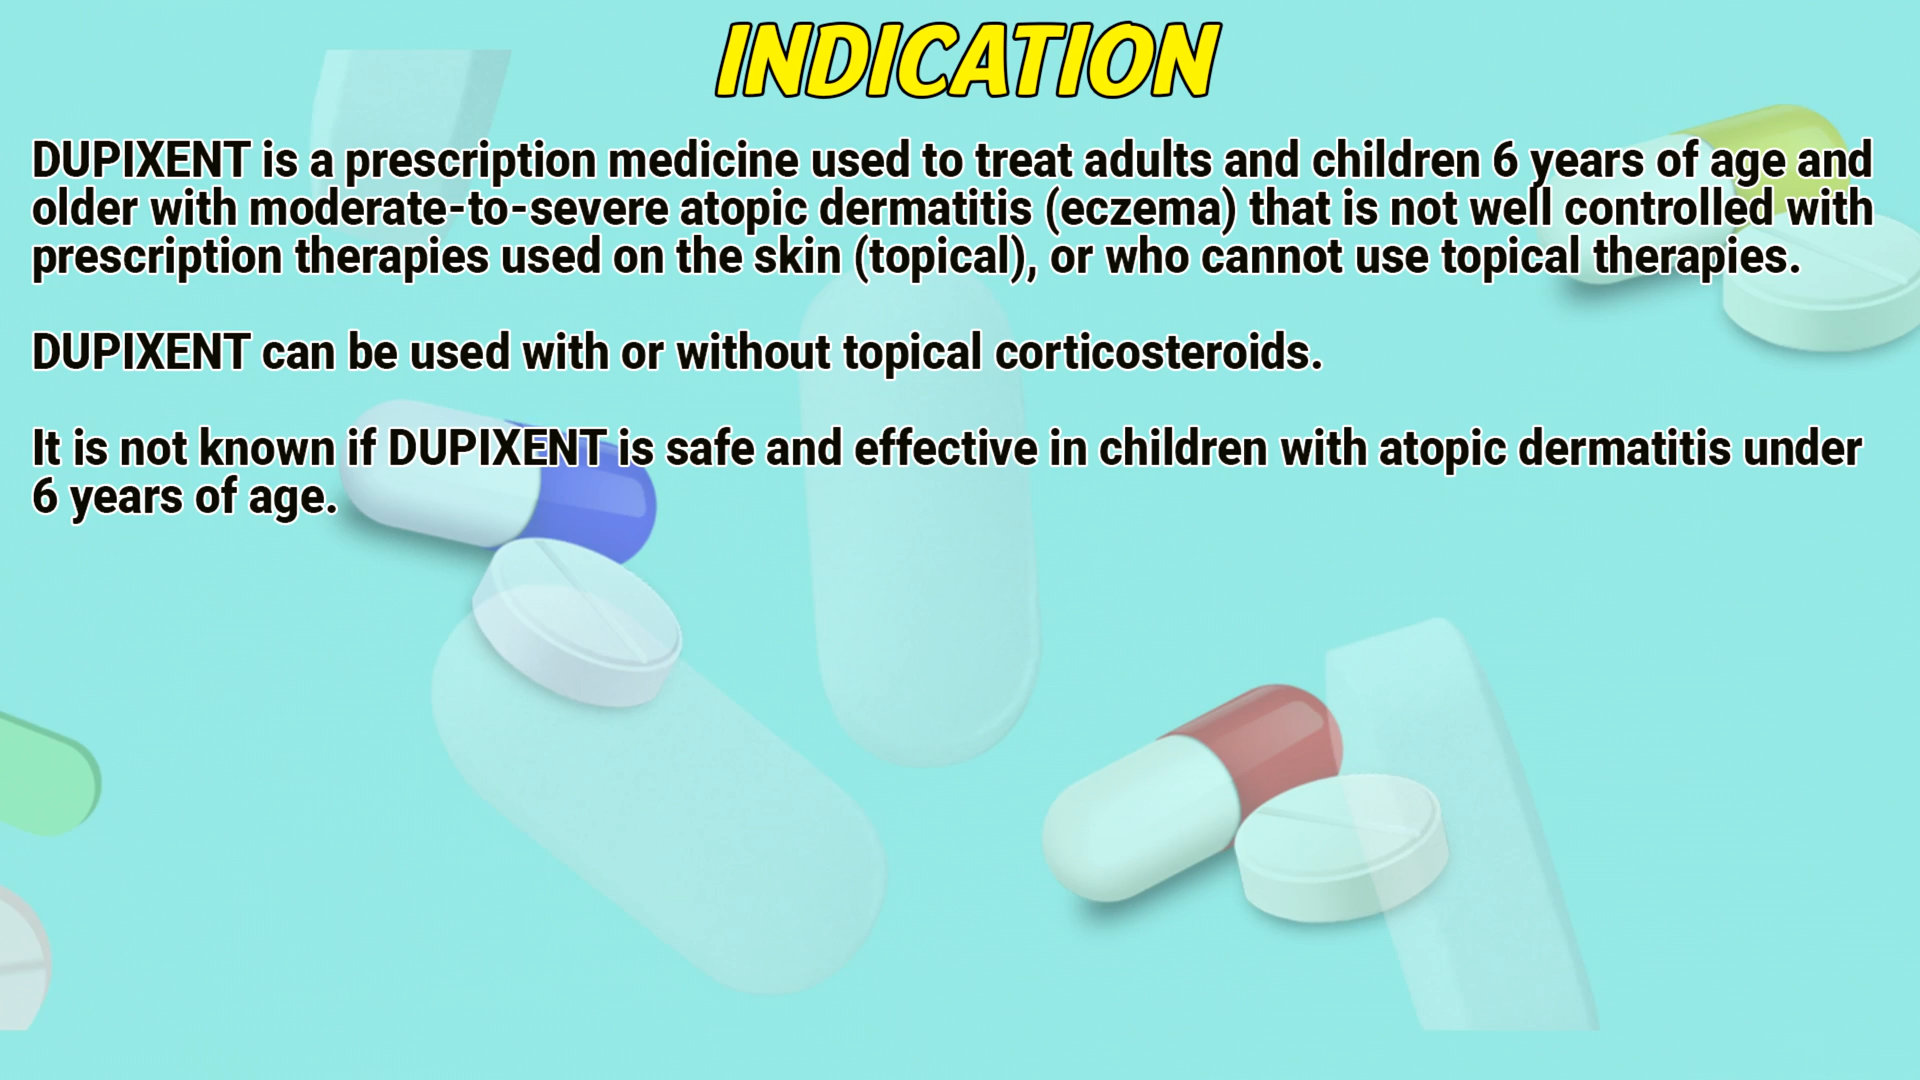 INDICATION
DUPIXENT is a prescription medicine used to treat adults and children 6 years of age and
older with moderate-to-severe atopic dermatitis (eczema) that is not well controlled with
prescription therapies used on the skin (topical), or who cannot use topical therapies.
DUPIXENT can be used with or without topical corticosteroids.
It is not known if DUPIXENT is safe and effective in children with atopic dermatitis under
6 years of age.